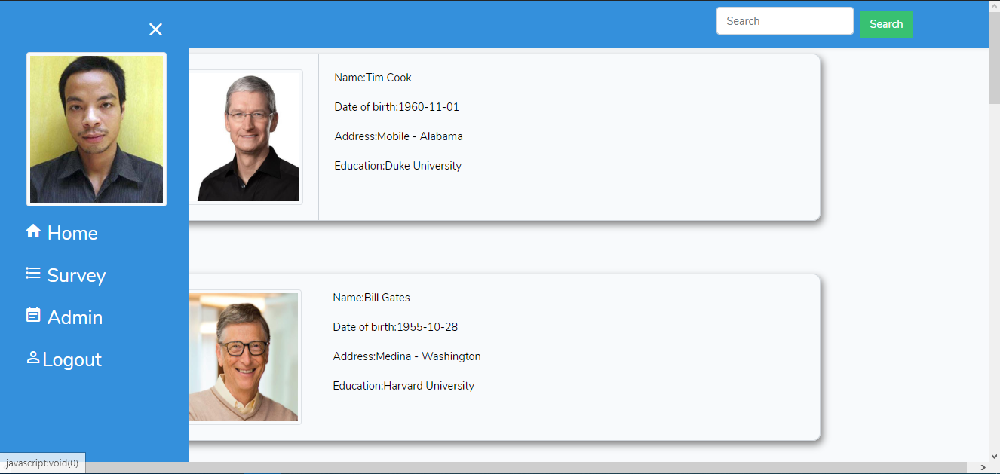 Search
Search
Name:Tim Cook
Date of birth:1960-11-01
Address:Mobile - Alabama
Education:Duke University
Home
Survey
Admin
Logout
Name:Bill Gates
Date of birth:1955-10-28
Address:Medina - Washington
Education:Harvard University
javascript:void(0)